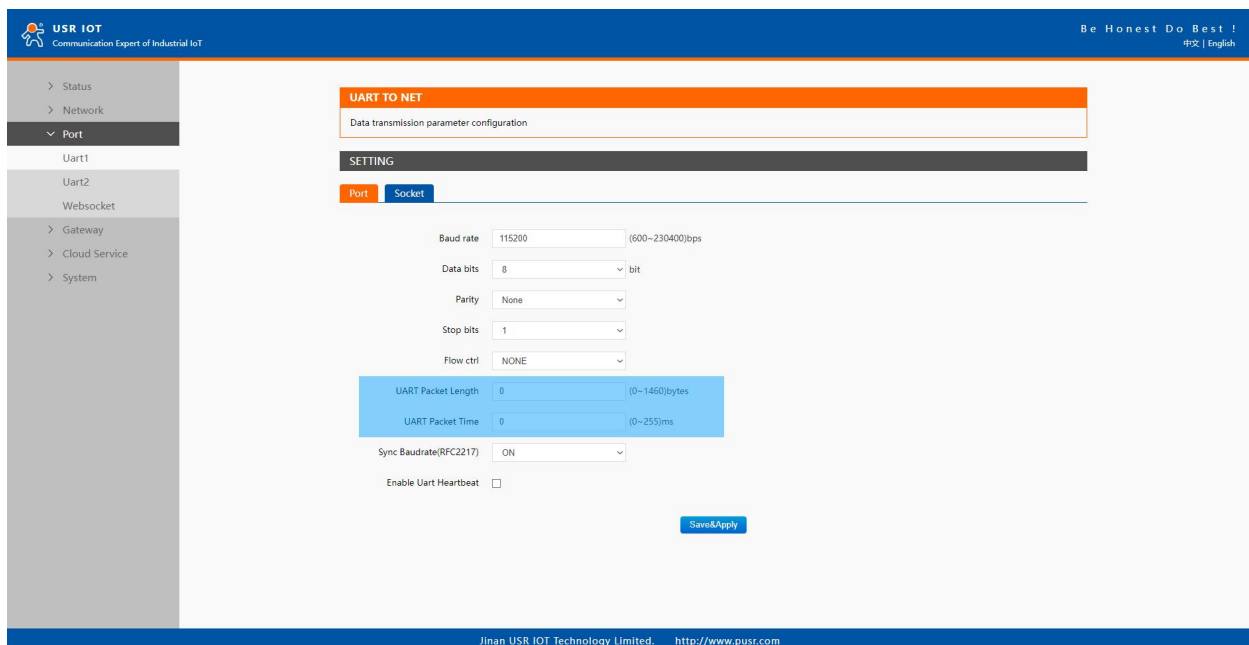 USR IOT
Communication Expert of Industrial IoT
Be Honest Do Best !
中文 | English
> Status
> Network
Port
Uart1
Uart2
Websocket
> Gateway
> Cloud Service
> System
UART TO NET
Data transmission parameter configuration
SETTING
Port Socket
Baud rate 115200 (600~230400)bps
Data bits 8 bit
Parity None
Stop bits 1
Flow ctrl NONE
UART Packet Length 0 (0~1460)bytes
UART Packet Time 0 (0~255)ms
Sync Baudrate(RFC2217) ON
Enable Uart Heartbeat
Save&Apply
Jinan USR IOT Technology Limited. http://www.pusr.com